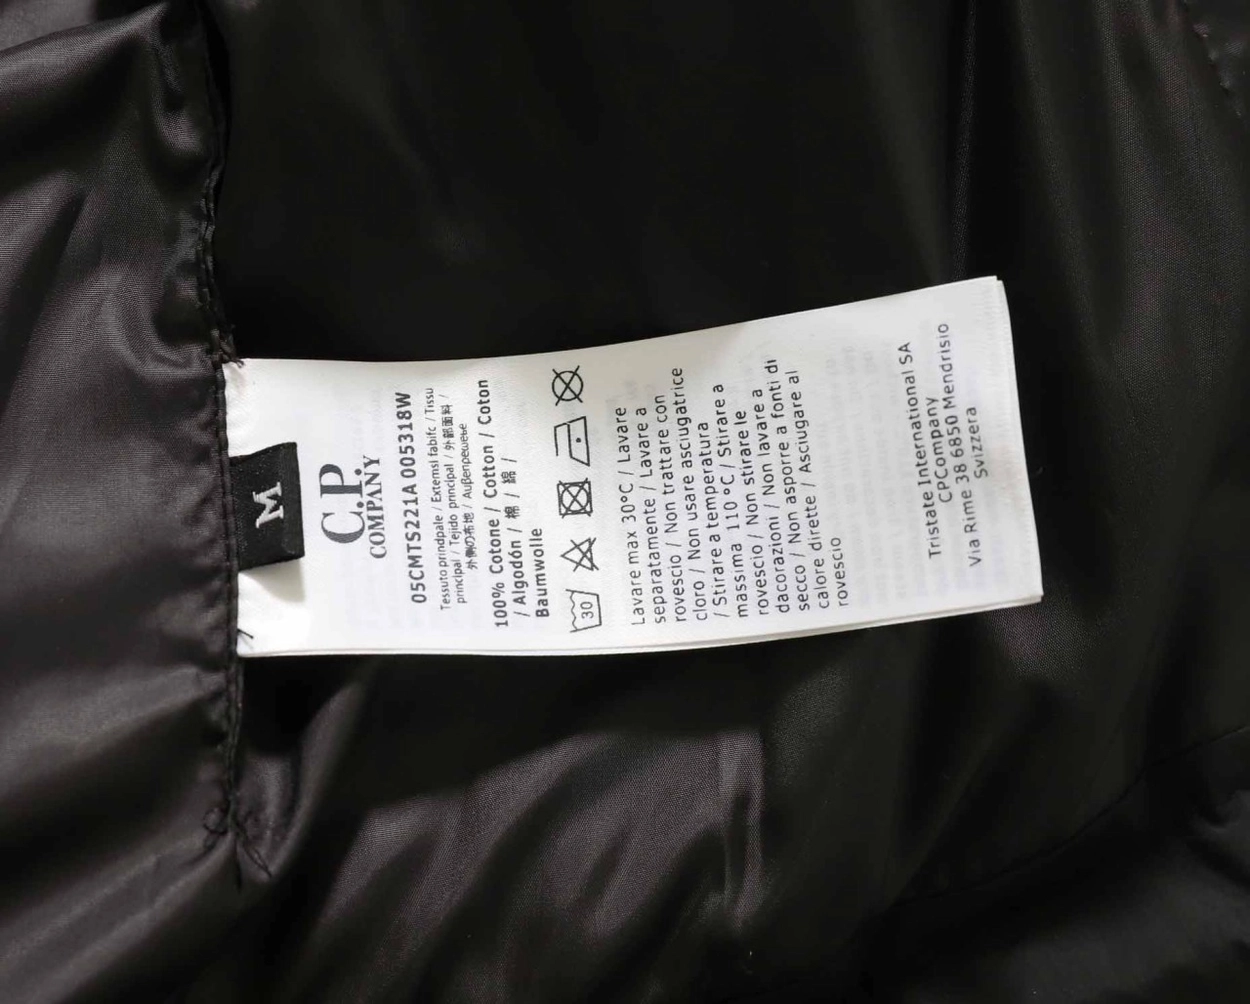 M
C.P.
COMPANY
05CMTS221A 005318W
Tessuto prindpale / Externsl fabifc / Tissu
principal / Tejido principal / 外部面料 /
外側の布地 / Außenремеtье
100% Cotone / Cotton / Coton
/ Algodón / 棉 / 錦 /
Baumwolle
30
Lavare max 30°C / Lavare
separatamente / Lavare a
rovescio / Non trattare con
cloro / Non usare asciugatrice
/ Stirare a temperatura
massima 110°C / Stirare a
rovescio / Non stirare le
dacorazioni / Non lavare a
secco / Non asporre a fonti di
calore dirette / Asciugare al
rovescio
Tristate International SA
CPCompany
Via Rime 38 6850 Mendrisio
Svizzera